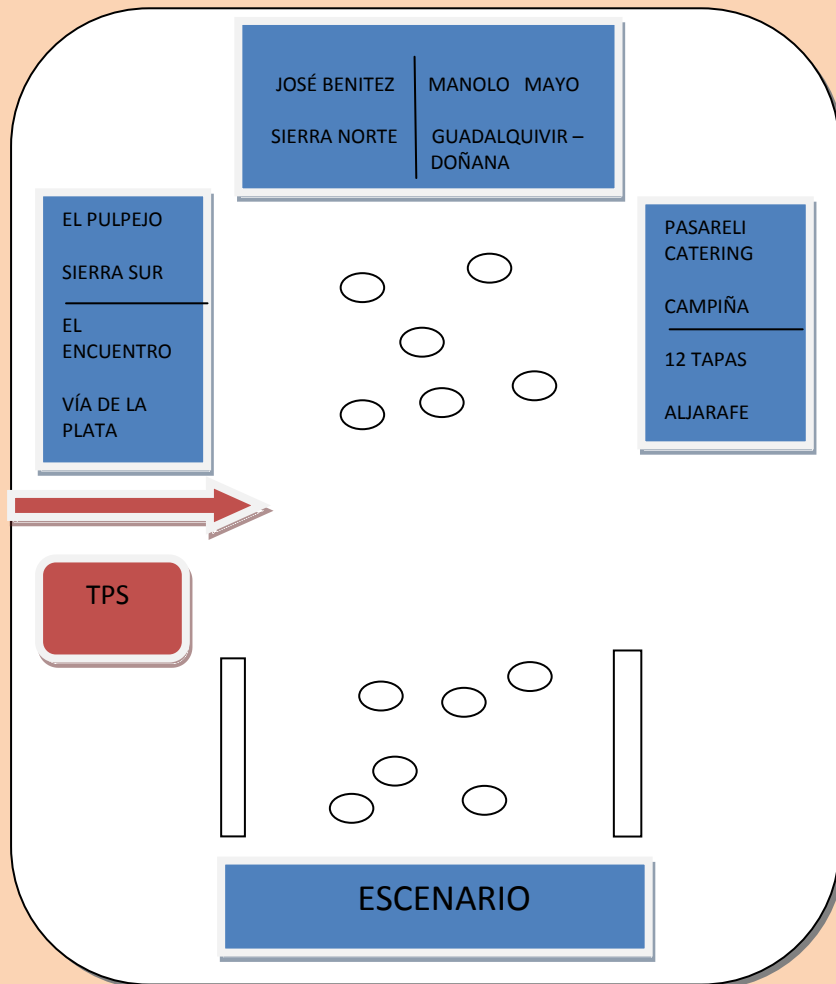 JOSÉ BENITEZ
SIERRA NORTE
MANOLO MAYO
GUADALQUIVIR –
DOÑANA
EL PULPEJO
SIERRA SUR
EL
ENCUENTRO
VÍA DE LA
PLATA
PASARELI
CATERING
CAMPIÑA
12 TAPAS
ALJARAFE
TPS
ESCENARIO